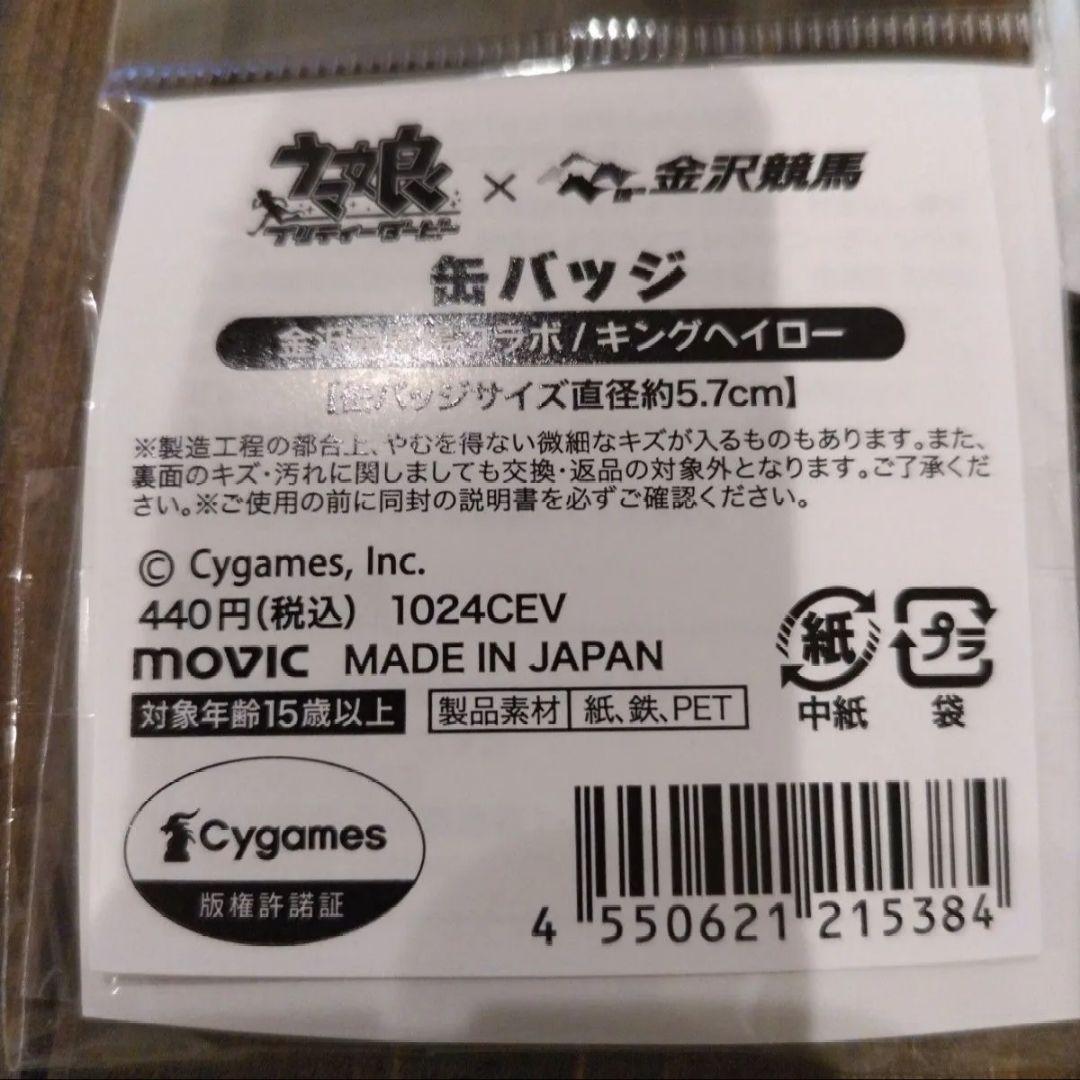 ウマ娘 プリティーダービー × 金沢競馬
缶バッジ
金沢競馬 コラボ/キングヘイロー
【缶バッジサイズ直径約5.7cm】
※製造工程の都合上、やむを得ない微細なキズが入るものもあります。また、
裏面のキズ・汚れに関しましても交換・返品の対象外となります。ご了承くだ
さい。※ご使用の前に同封の説明書を必ずご確認ください。
© Cygames, Inc.
440円(税込) 1024CEV
movic MADE IN JAPAN
対象年齢15歳以上 製品素材 紙、鉄、PET
紙 プラ
中紙 袋
Cygames
版権許諾証
4 550621 215384